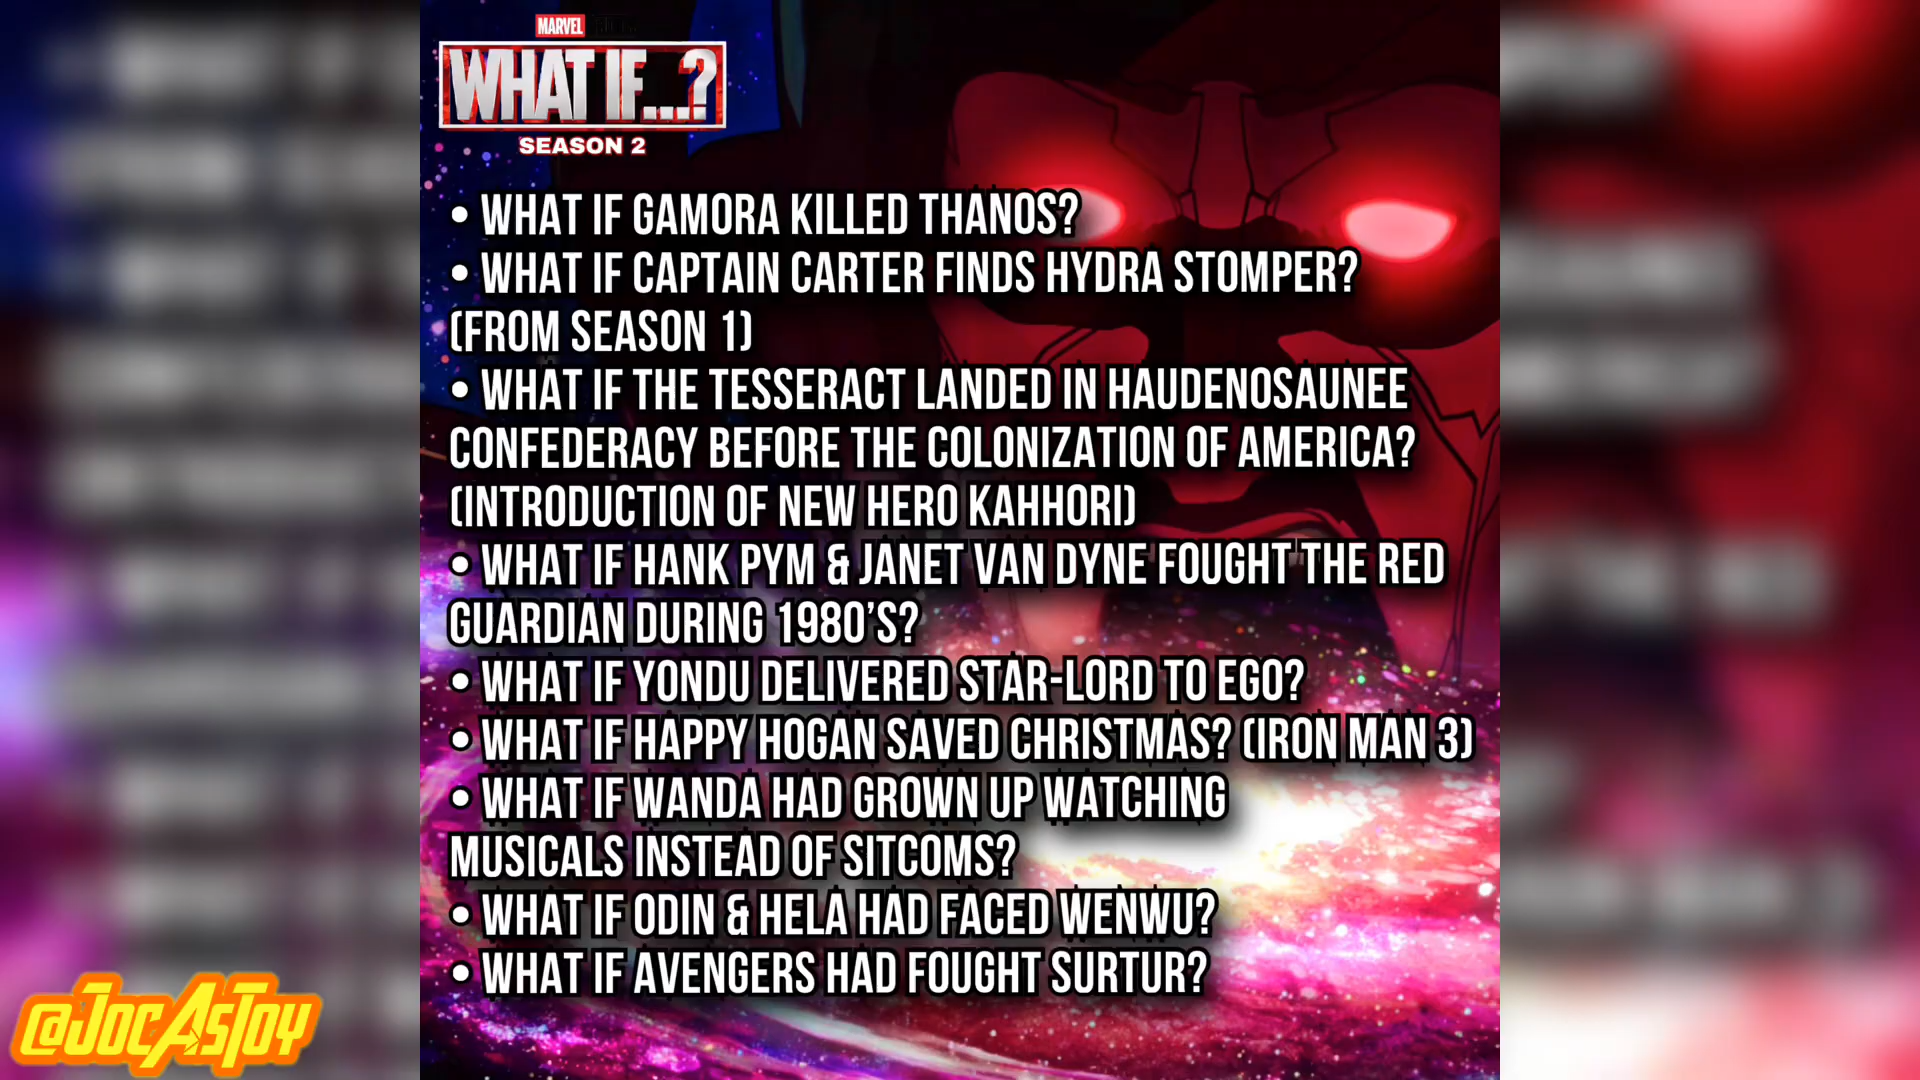 MARVEL STUDIOS
WHAT IF...?
SEASON 2
• WHAT IF GAMORA KILLED THANOS?
• WHAT IF CAPTAIN CARTER FINDS HYDRA STOMPER?
(FROM SEASON 1)
• WHAT IF THE TESSERACT LANDED IN HAUDENOSAUNEE
CONFEDERACY BEFORE THE COLONIZATION OF AMERICA?
(INTRODUCTION OF NEW HERO KAHHORI)
• WHAT IF HANK PYM & JANET VAN DYNE FOUGHT THE RED
GUARDIAN DURING 1980'S?
• WHAT IF YONDU DELIVERED STAR-LORD TO EGO?
• WHAT IF HAPPY HOGAN SAVED CHRISTMAS? (IRON MAN 3)
• WHAT IF WANDA HAD GROWN UP WATCHING
MUSICALS INSTEAD OF SITCOMS?
• WHAT IF ODIN & HELA HAD FACED WENWU?
• WHAT IF AVENGERS HAD FOUGHT SURTUR?
@JOCASTOY